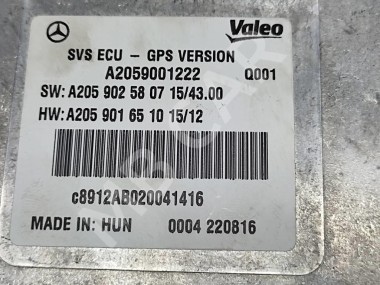 Valeo
SVS ECU - GPS VERSION
A2059001222 Q001
SW: A205 902 58 07 15/43.00
HW: A205 901 65 10 15/12
c8912AB020041416
MADE IN: HUN 0004 220816